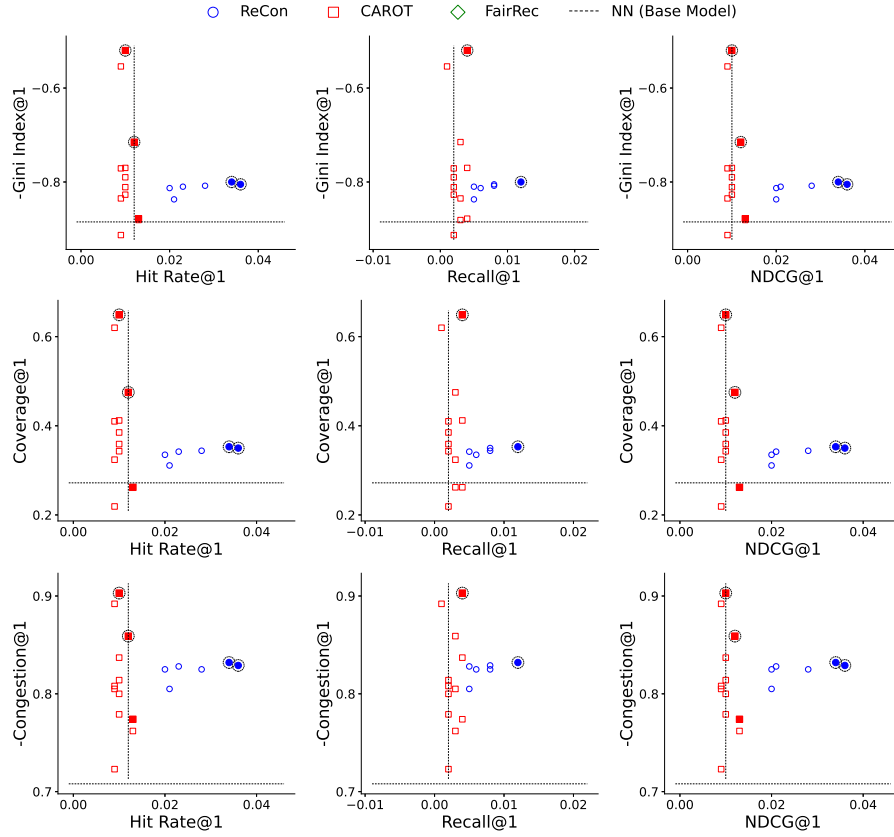 ReCon CAROT FairRec NN (Base Model)
-Gini Index@1 -Gini Index@1 -Gini Index@1
−0.6 −0.6 −0.6
−0.8 −0.8 −0.8
0.00 0.02 0.04 −0.01 0.00 0.01 0.02 0.00 0.02 0.04
Hit Rate@1 Recall@1 NDCG@1
Coverage@1 Coverage@1 Coverage@1
0.6 0.6 0.6
0.4 0.4 0.4
0.2 0.2 0.2
0.00 0.02 0.04 −0.01 0.00 0.01 0.02 0.00 0.02 0.04
Hit Rate@1 Recall@1 NDCG@1
-Congestion@1 -Congestion@1 -Congestion@1
0.9 0.9 0.9
0.8 0.8 0.8
0.7 0.7 0.7
0.00 0.02 0.04 −0.01 0.00 0.01 0.02 0.00 0.02 0.04
Hit Rate@1 Recall@1 NDCG@1